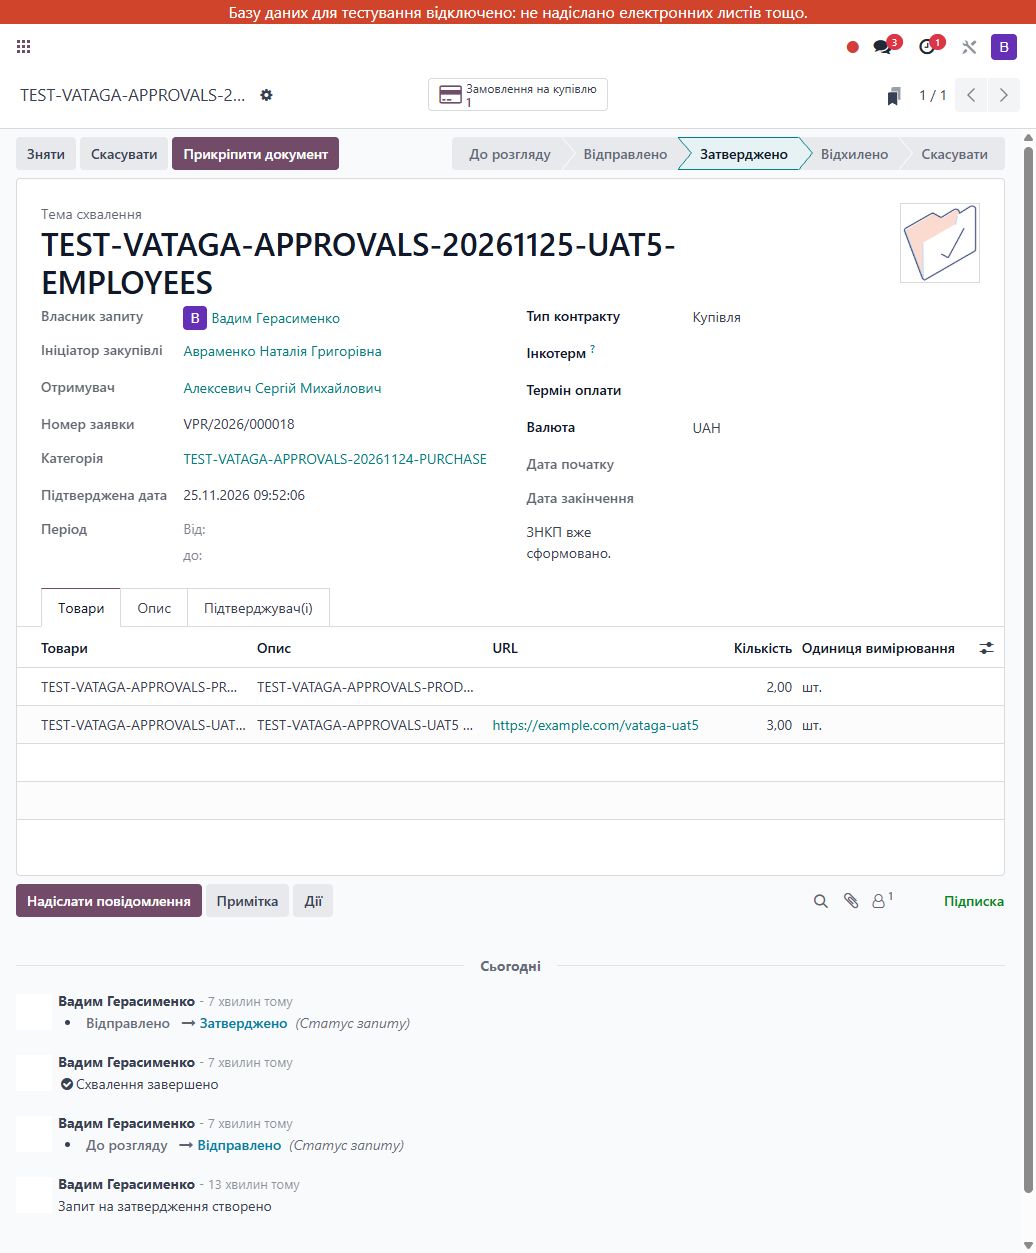 Базу даних для тестування відключено: не надіслано електронних листів тощо.
3
1
B
TEST-VATAGA-APPROVALS-2...
Замовлення на купівлю
1
1 / 1
Зняти
Скасувати
Прикріпити документ
До розгляду
Відправлено
Затверджено
Відхилено
Скасувати
Тема схвалення
TEST-VATAGA-APPROVALS-20261125-UAT5-
EMPLOYEES
Власник запиту
B Вадим Герасименко
Ініціатор закупівлі
Авраменко Наталія Григорівна
Отримувач
Алексевич Сергій Михайлович
Номер заявки
VPR/2026/000018
Категорія
TEST-VATAGA-APPROVALS-20261124-PURCHASE
Підтверджена дата
25.11.2026 09:52:06
Період
Від:
до:
Тип контракту
Купівля
Інкотерм ?
Термін оплати
Валюта
UAH
Дата початку
Дата закінчення
ЗНКП вже
сформовано.
Товари
Опис
Підтверджувач(і)
Товари Опис URL Кількість Одиниця вимірювання
TEST-VATAGA-APPROVALS-PR... TEST-VATAGA-APPROVALS-PROD... 2,00 шт.
TEST-VATAGA-APPROVALS-UAT... TEST-VATAGA-APPROVALS-UAT5 ... https://example.com/vataga-uat5 3,00 шт.
Надіслати повідомлення
Примітка
Дії
1
Підписка
Сьогодні
Вадим Герасименко - 7 хвилин тому
• Відправлено → Затверджено (Статус запиту)
Вадим Герасименко - 7 хвилин тому
Схвалення завершено
Вадим Герасименко - 7 хвилин тому
• До розгляду → Відправлено (Статус запиту)
Вадим Герасименко - 13 хвилин тому
Запит на затвердження створено